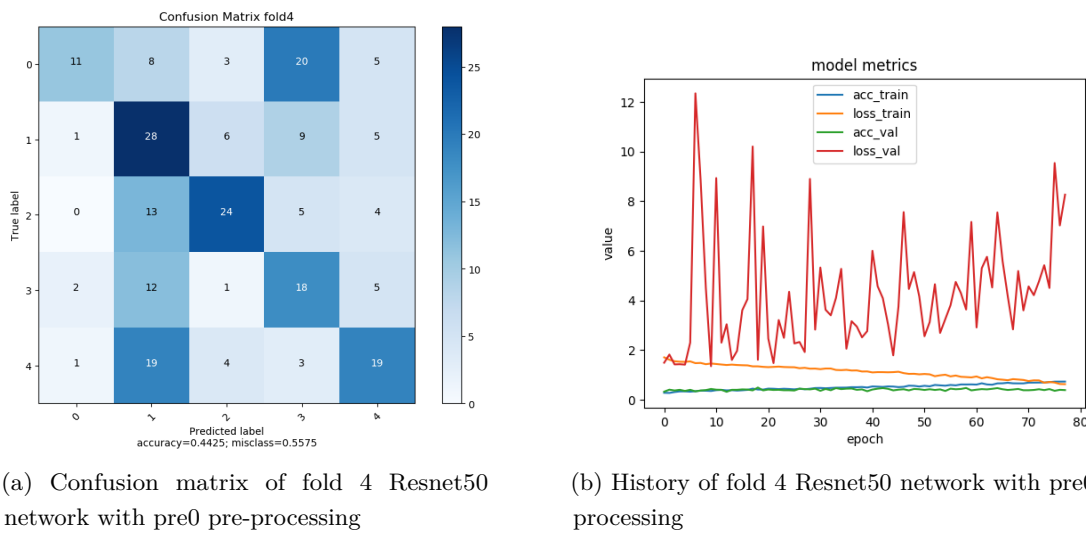 Confusion Matrix fold4
True label
0
11 8 3 20 5
1
1 28 6 9 5
2
0 13 24 5 4
3
2 12 1 18 5
4
1 19 4 3 19
0 1 2 3 4
Predicted label
accuracy=0.4425; misclass=0.5575
25
20
15
10
5
0
model metrics
acc_train
loss_train
acc_val
loss_val
value
12
10
8
6
4
2
0
0 10 20 30 40 50 60 70 80
epoch
(a) Confusion matrix of fold 4 Resnet50
network with pre0 pre-processing
(b) History of fold 4 Resnet50 network with pre0
processing